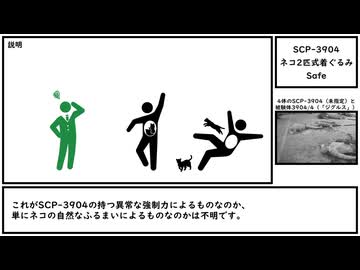 説明
SCP-3904
ネコ2匹式着ぐるみ
Safe
4体のSCP-3904（未指定）と
経験体3904/4（「ジグルス」）
これがSCP-3904の持つ異常な強制力によるものなのか、
単にネコの自然なふるまいによるものなのかは不明です。